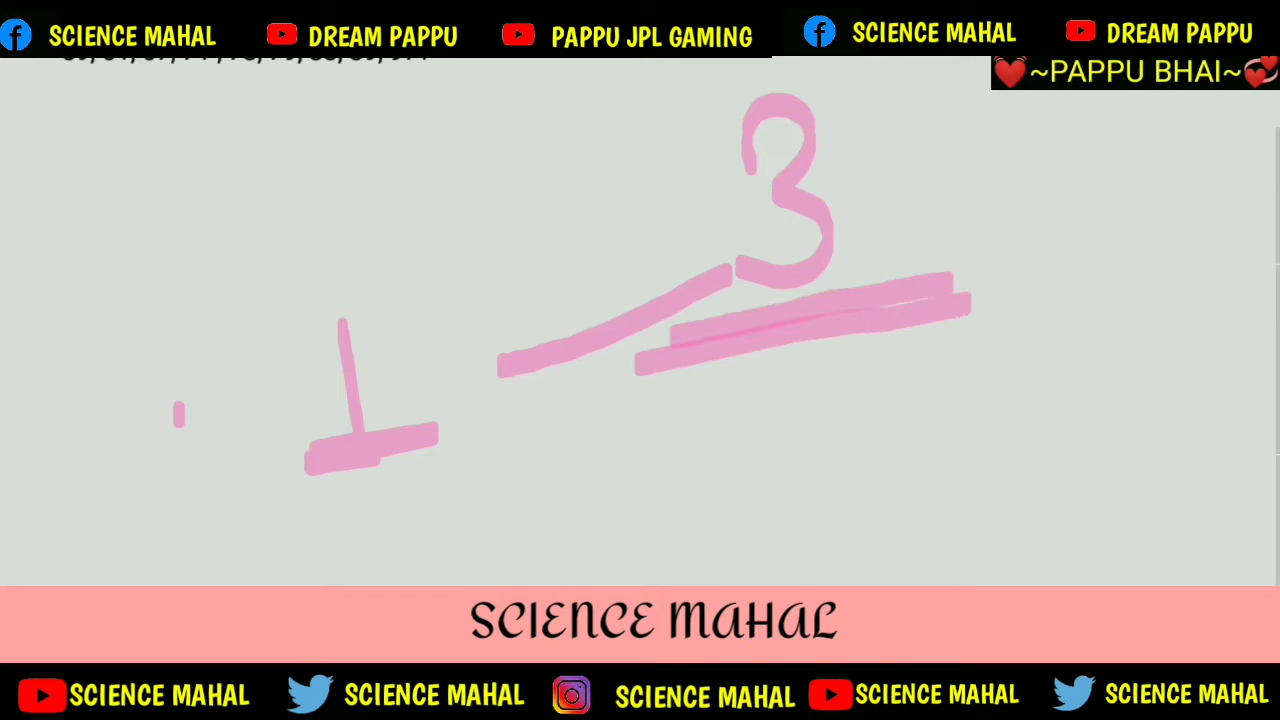 SCIENCE MAHAL DREAM PAPPU PAPPU JPL GAMING SCIENCE MAHAL DREAM PAPPU
~PAPPU BHAI~
3
1
SCIENCE MAHAL
SCIENCE MAHAL SCIENCE MAHAL SCIENCE MAHAL SCIENCE MAHAL SCIENCE MAHAL